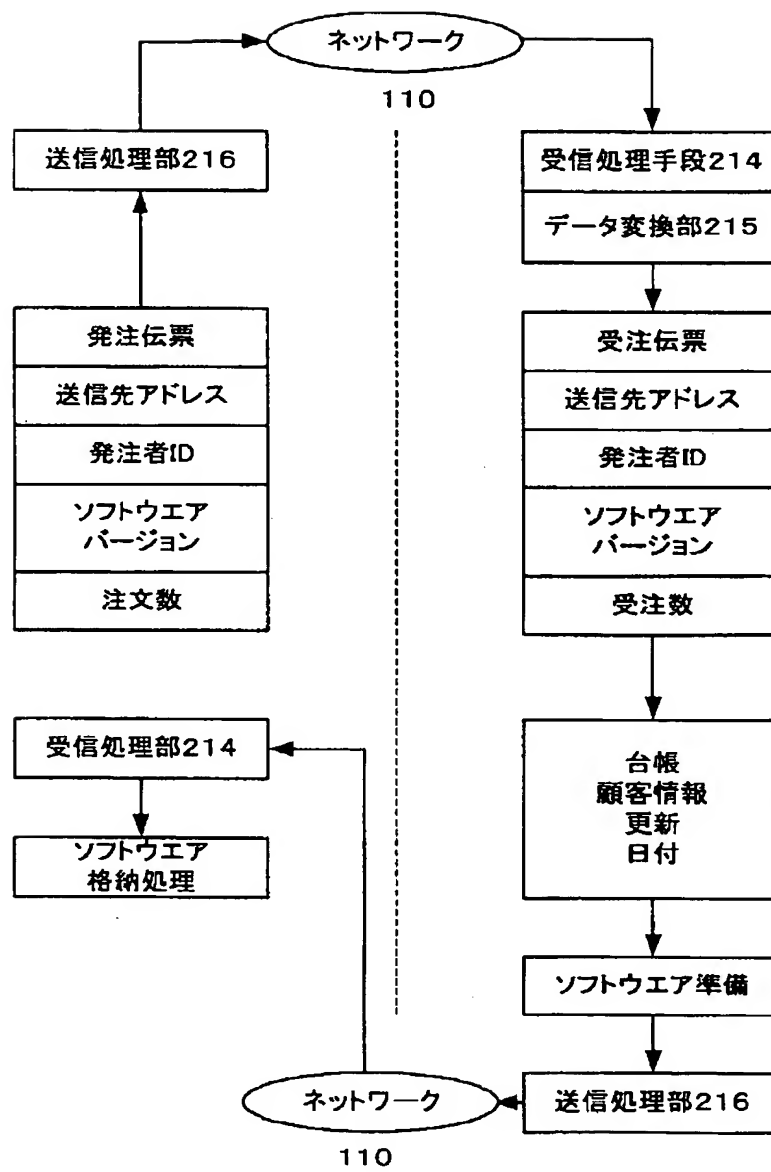 ネットワーク
110
送信処理部216
発注伝票
送信先アドレス
発注者ID
ソフトウエア
バージョン
注文数
受信処理手段214
データ変換部215
受注伝票
送信先アドレス
発注者ID
ソフトウエア
バージョン
受注数
台帳
顧客情報
更新
日付
ソフトウエア準備
送信処理部216
ネットワーク
110
受信処理部214
ソフトウエア
格納処理